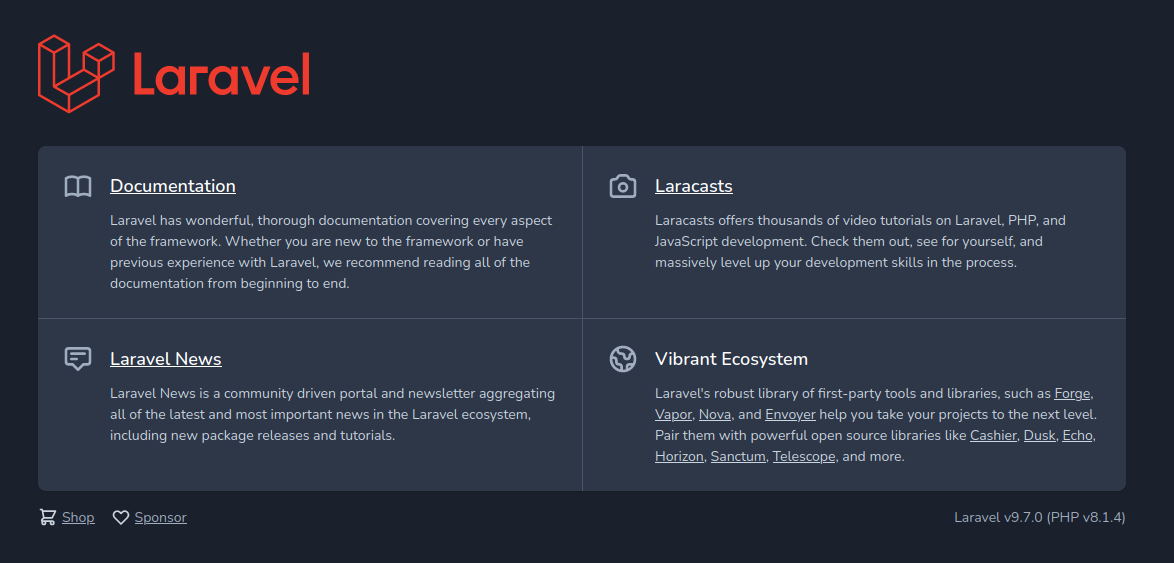 Laravel
Documentation
Laravel has wonderful, thorough documentation covering every aspect
of the framework. Whether you are new to the framework or have
previous experience with Laravel, we recommend reading all of the
documentation from beginning to end.
Laracasts
Laracasts offers thousands of video tutorials on Laravel, PHP, and
JavaScript development. Check them out, see for yourself, and
massively level up your development skills in the process.
Laravel News
Laravel News is a community driven portal and newsletter aggregating
all of the latest and most important news in the Laravel ecosystem,
including new package releases and tutorials.
Vibrant Ecosystem
Laravel's robust library of first-party tools and libraries, such as Forge,
Vapor, Nova, and Envoyer help you take your projects to the next level.
Pair them with powerful open source libraries like Cashier, Dusk, Echo,
Horizon, Sanctum, Telescope, and more.
Shop
Sponsor
Laravel v9.7.0 (PHP v8.1.4)